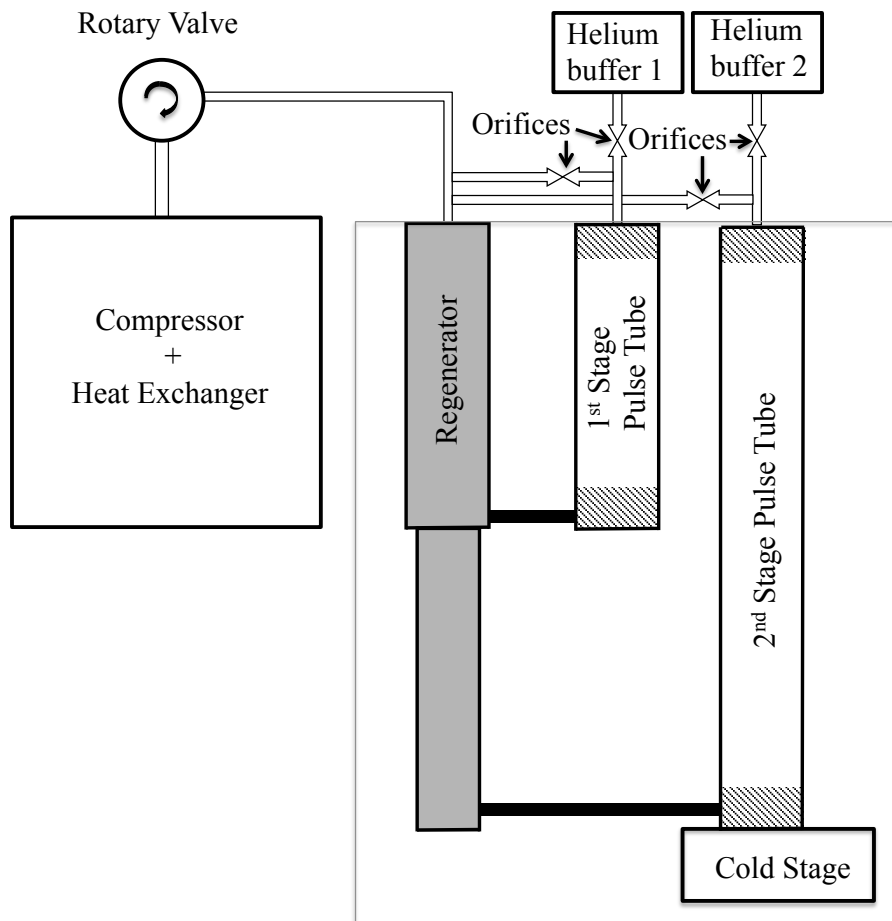 Rotary Valve
Helium
buffer 1
Helium
buffer 2
Orifices
Orifices
Compressor
+
Heat Exchanger
Regenerator
1st Stage
Pulse Tube
2nd Stage Pulse Tube
Cold Stage